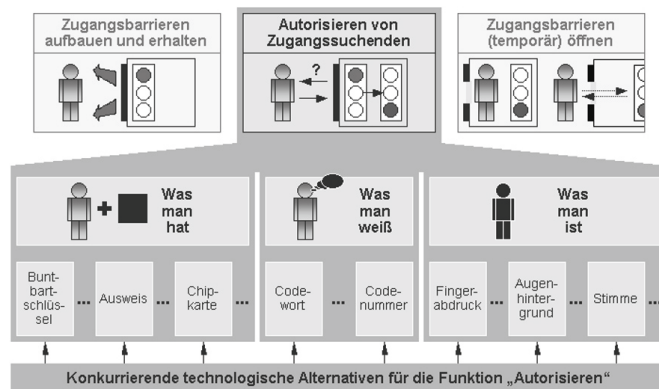 Zugangsbarrieren
aufbauen und erhalten
Autorisieren von
Zugangssuchenden
Zugangsbarrieren
(temporär) öffnen
?
+
Was
man
hat
Was
man
weiß
Was
man
ist
Bunt-
bart-
schlüs-
sel
...
Ausweis
...
Chip-
karte
...
Code-
wort
...
Code-
nummer
Finger-
abdruck
...
Augen-
hinter-
grund
...
Stimme
...
Konkurrierende technologische Alternativen für die Funktion „Autorisieren“